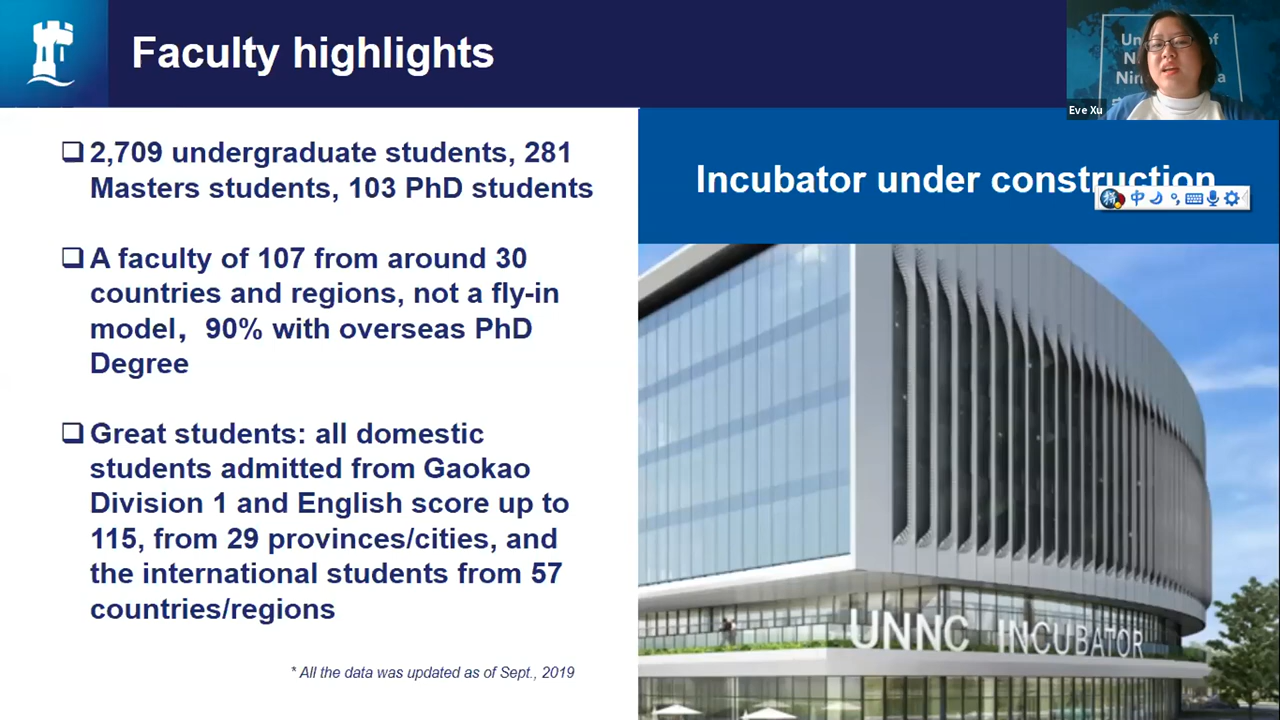 Faculty highlights
Eve Xu
❑ 2,709 undergraduate students, 281
Masters students, 103 PhD students
❑ A faculty of 107 from around 30
countries and regions, not a fly-in
model， 90% with overseas PhD
Degree
❑ Great students: all domestic
students admitted from Gaokao
Division 1 and English score up to
115, from 29 provinces/cities, and
the international students from 57
countries/regions
* All the data was updated as of Sept., 2019
Incubator under construction
中
UNNC INCUBATOR